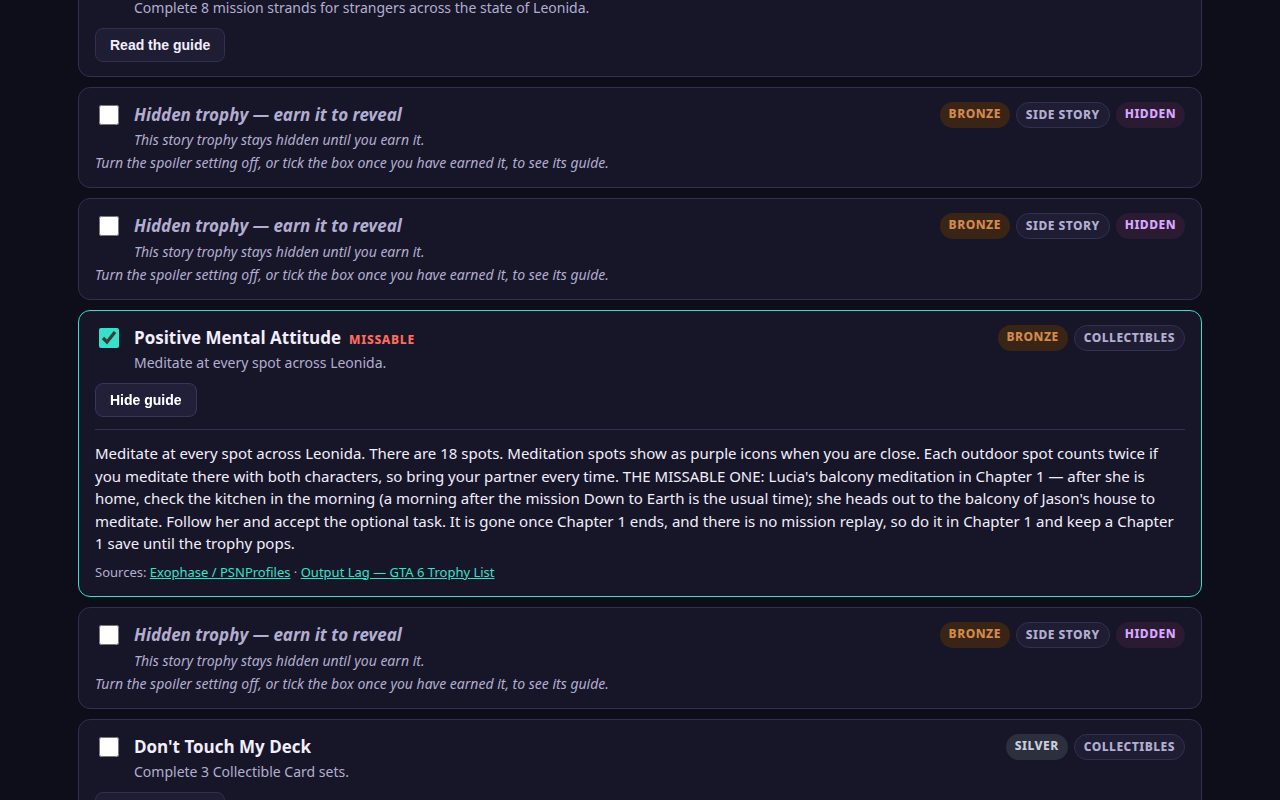 Complete 8 mission strands for strangers across the state of Leonida.
Read the guide
Hidden trophy — earn it to reveal
BRONZE SIDE STORY HIDDEN
This story trophy stays hidden until you earn it.
Turn the spoiler setting off, or tick the box once you have earned it, to see its guide.
Hidden trophy — earn it to reveal
BRONZE SIDE STORY HIDDEN
This story trophy stays hidden until you earn it.
Turn the spoiler setting off, or tick the box once you have earned it, to see its guide.
Positive Mental Attitude MISSABLE
BRONZE COLLECTIBLES
Meditate at every spot across Leonida.
Hide guide
Meditate at every spot across Leonida. There are 18 spots. Meditation spots show as purple icons when you are close. Each outdoor spot counts twice if
you meditate there with both characters, so bring your partner every time. THE MISSABLE ONE: Lucia's balcony meditation in Chapter 1 — after she is
home, check the kitchen in the morning (a morning after the mission Down to Earth is the usual time); she heads out to the balcony of Jason's house to
meditate. Follow her and accept the optional task. It is gone once Chapter 1 ends, and there is no mission replay, so do it in Chapter 1 and keep a Chapter
1 save until the trophy pops.
Sources: Exophase / PSNProfiles · Output Lag — GTA 6 Trophy List
Hidden trophy — earn it to reveal
BRONZE SIDE STORY HIDDEN
This story trophy stays hidden until you earn it.
Turn the spoiler setting off, or tick the box once you have earned it, to see its guide.
Don't Touch My Deck
SILVER COLLECTIBLES
Complete 3 Collectible Card sets.